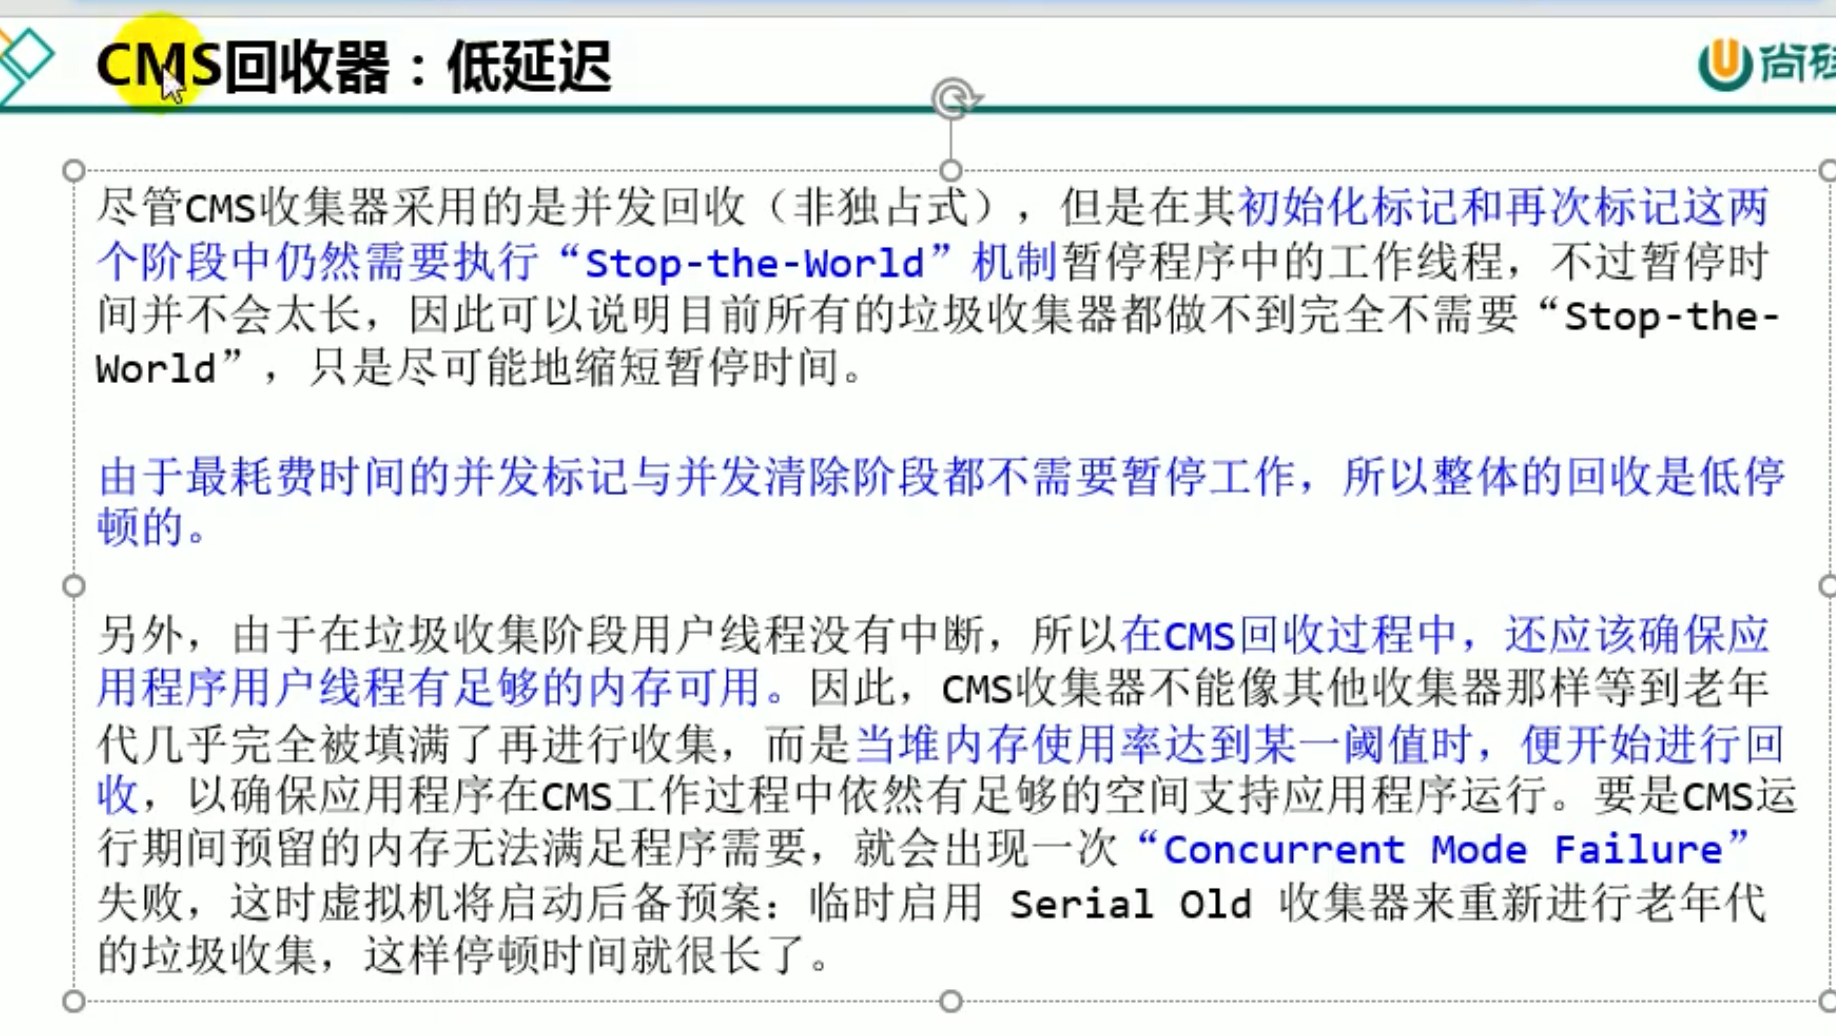 CMS回收器：低延迟
尚硅
尽管CMS收集器采用的是并发回收（非独占式），但是在其初始化标记和再次标记这两
个阶段中仍然需要执行“Stop-the-World”机制暂停程序中的工作线程，不过暂停时
间并不会太长，因此可以说明目前所有的垃圾收集器都做不到完全不需要“Stop-the-
World”，只是尽可能地缩短暂停时间。
由于最耗费时间的并发标记与并发清除阶段都不需要暂停工作，所以整体的回收是低停
顿的。
另外，由于在垃圾收集阶段用户线程没有中断，所以在CMS回收过程中，还应该确保应
用程序用户线程有足够的内存可用。因此，CMS收集器不能像其他收集器那样等到老年
代几乎完全被填满了再进行收集，而是当堆内存使用率达到某一阈值时，便开始进行回
收，以确保应用程序在CMS工作过程中依然有足够的空间支持应用程序运行。要是CMS运
行期间预留的内存无法满足程序需要，就会出现一次“Concurrent Mode Failure”
失败，这时虚拟机将启动后备预案：临时启用 Serial Old 收集器来重新进行老年代
的垃圾收集，这样停顿时间就很长了。